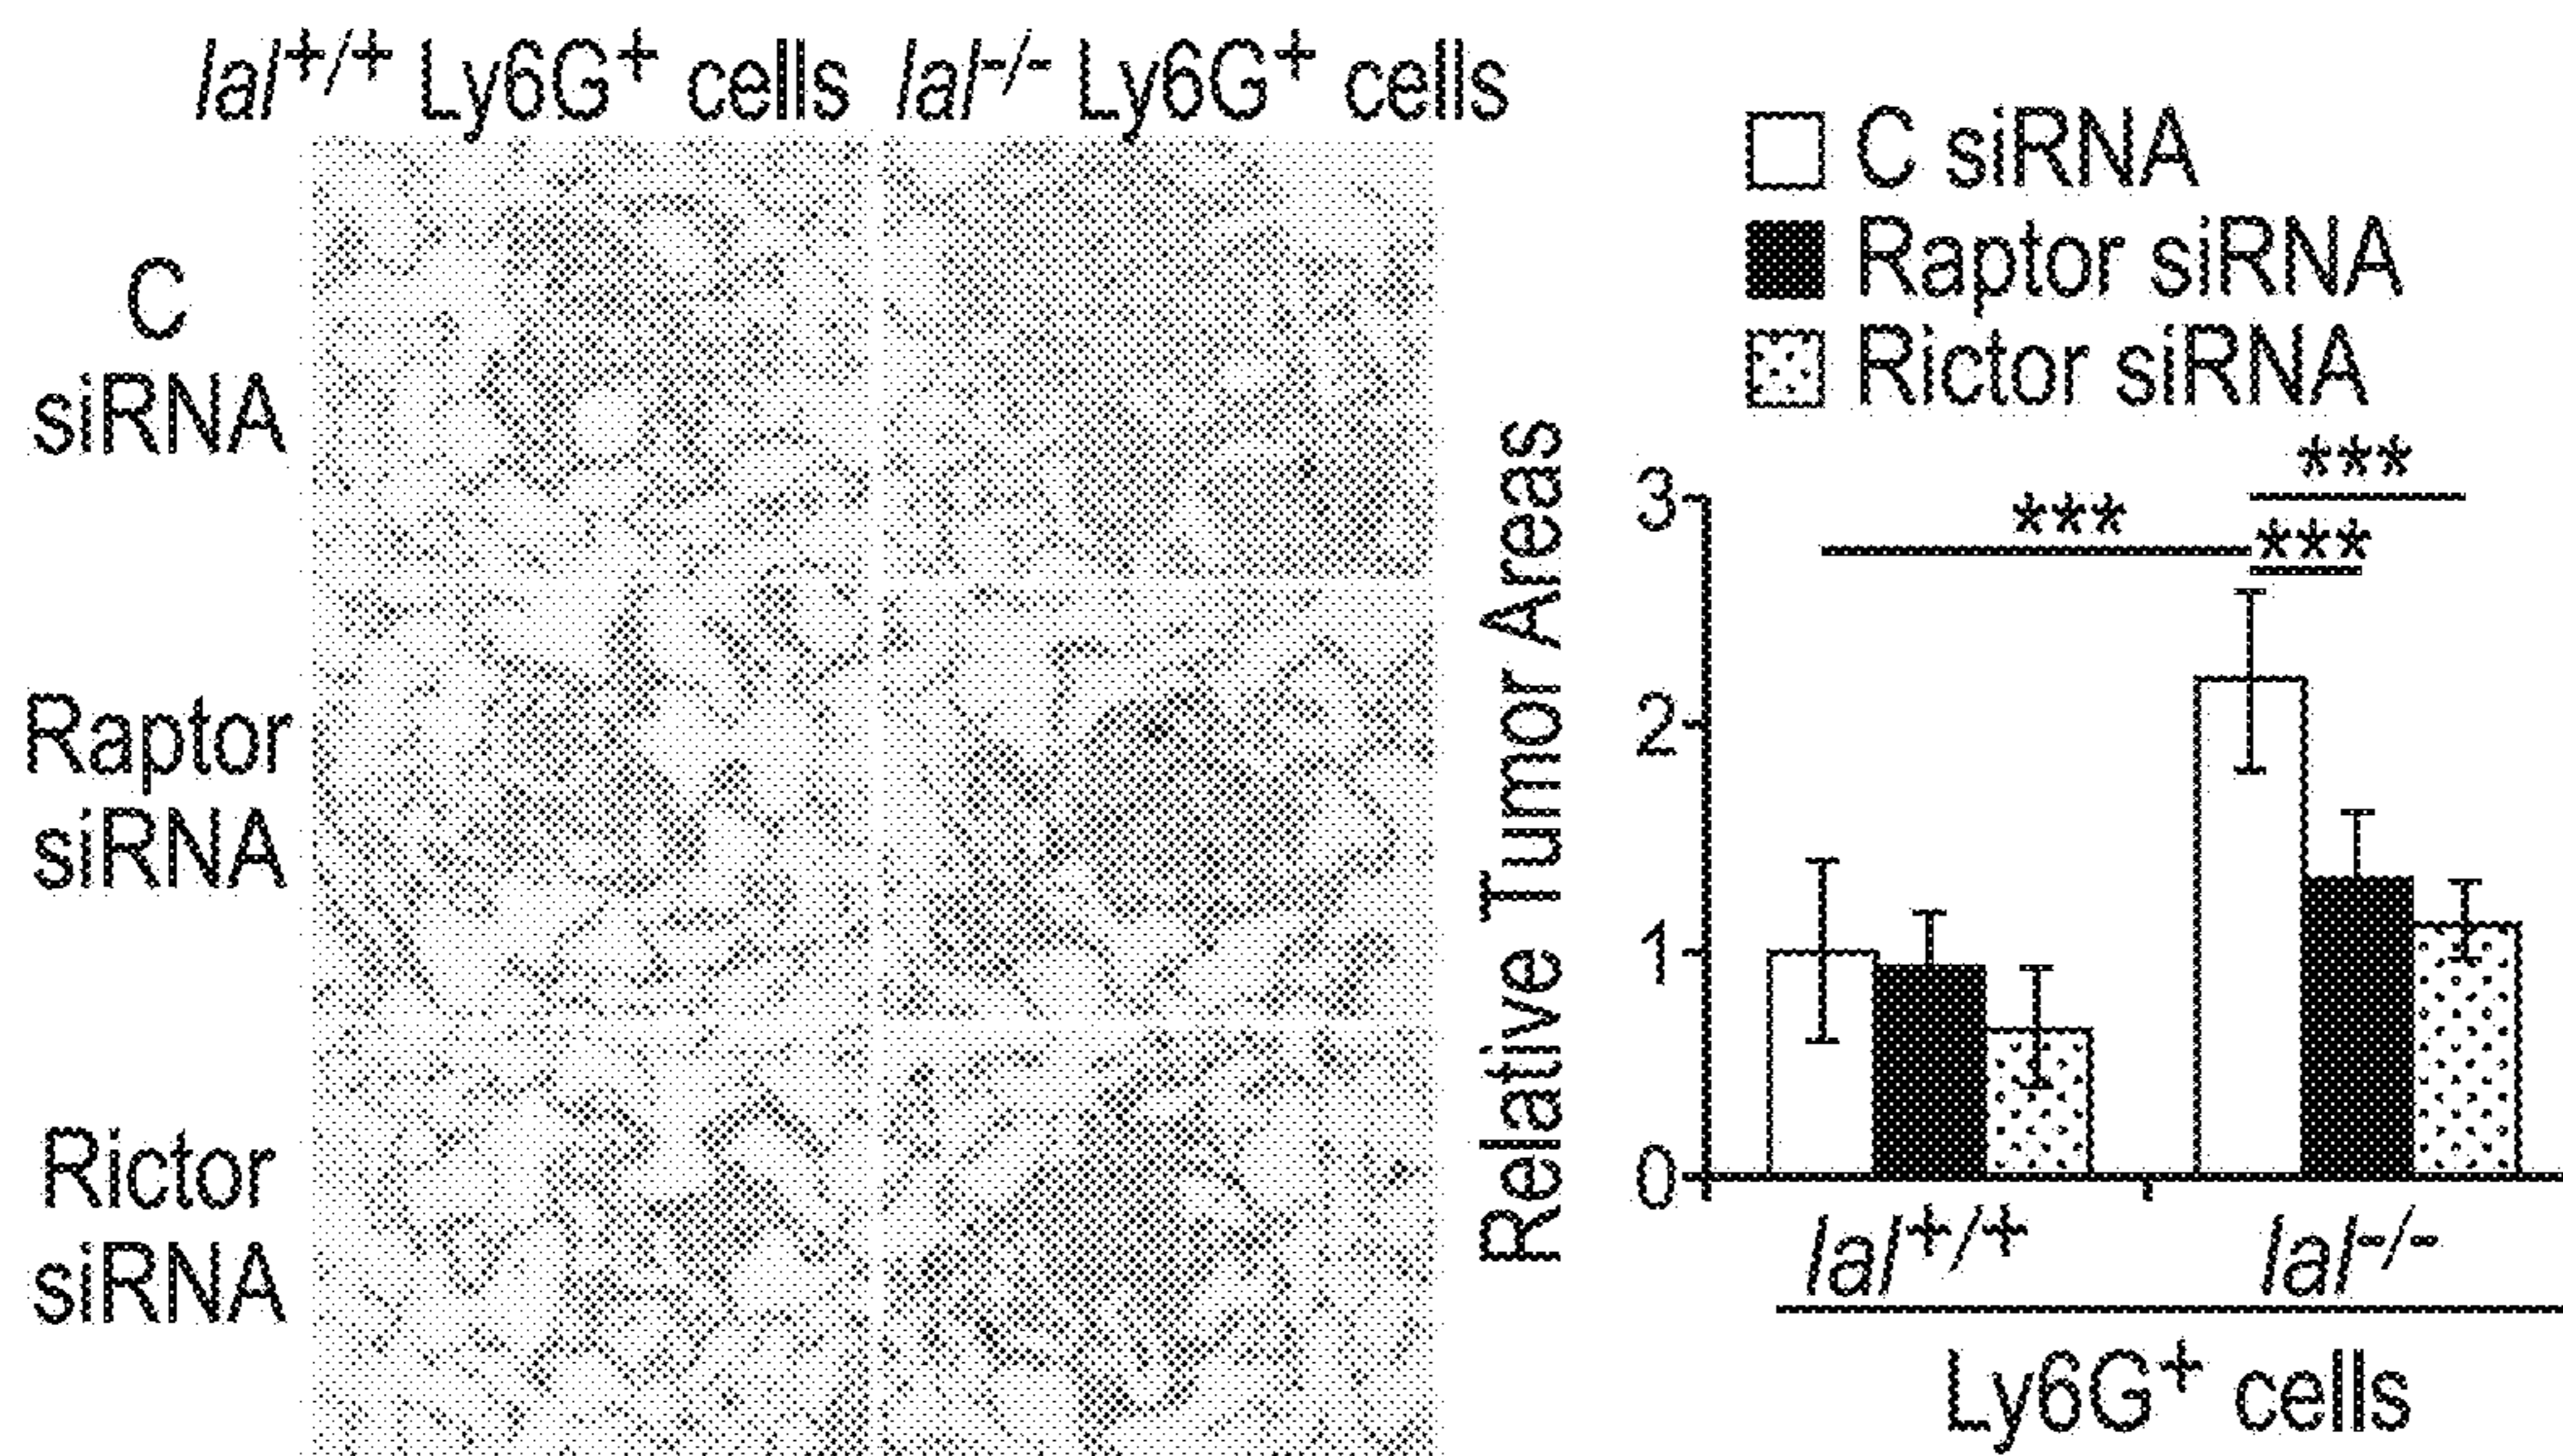 lal+/+ Ly6G+ cells lal-/- Ly6G+ cells
C
siRNA
Raptor
siRNA
Rictor
siRNA
C siRNA
Raptor siRNA
Rictor siRNA
Relative Tumor Areas
3
2
1
0
***
***
***
lal+/+ lal-/-
Ly6G+ cells